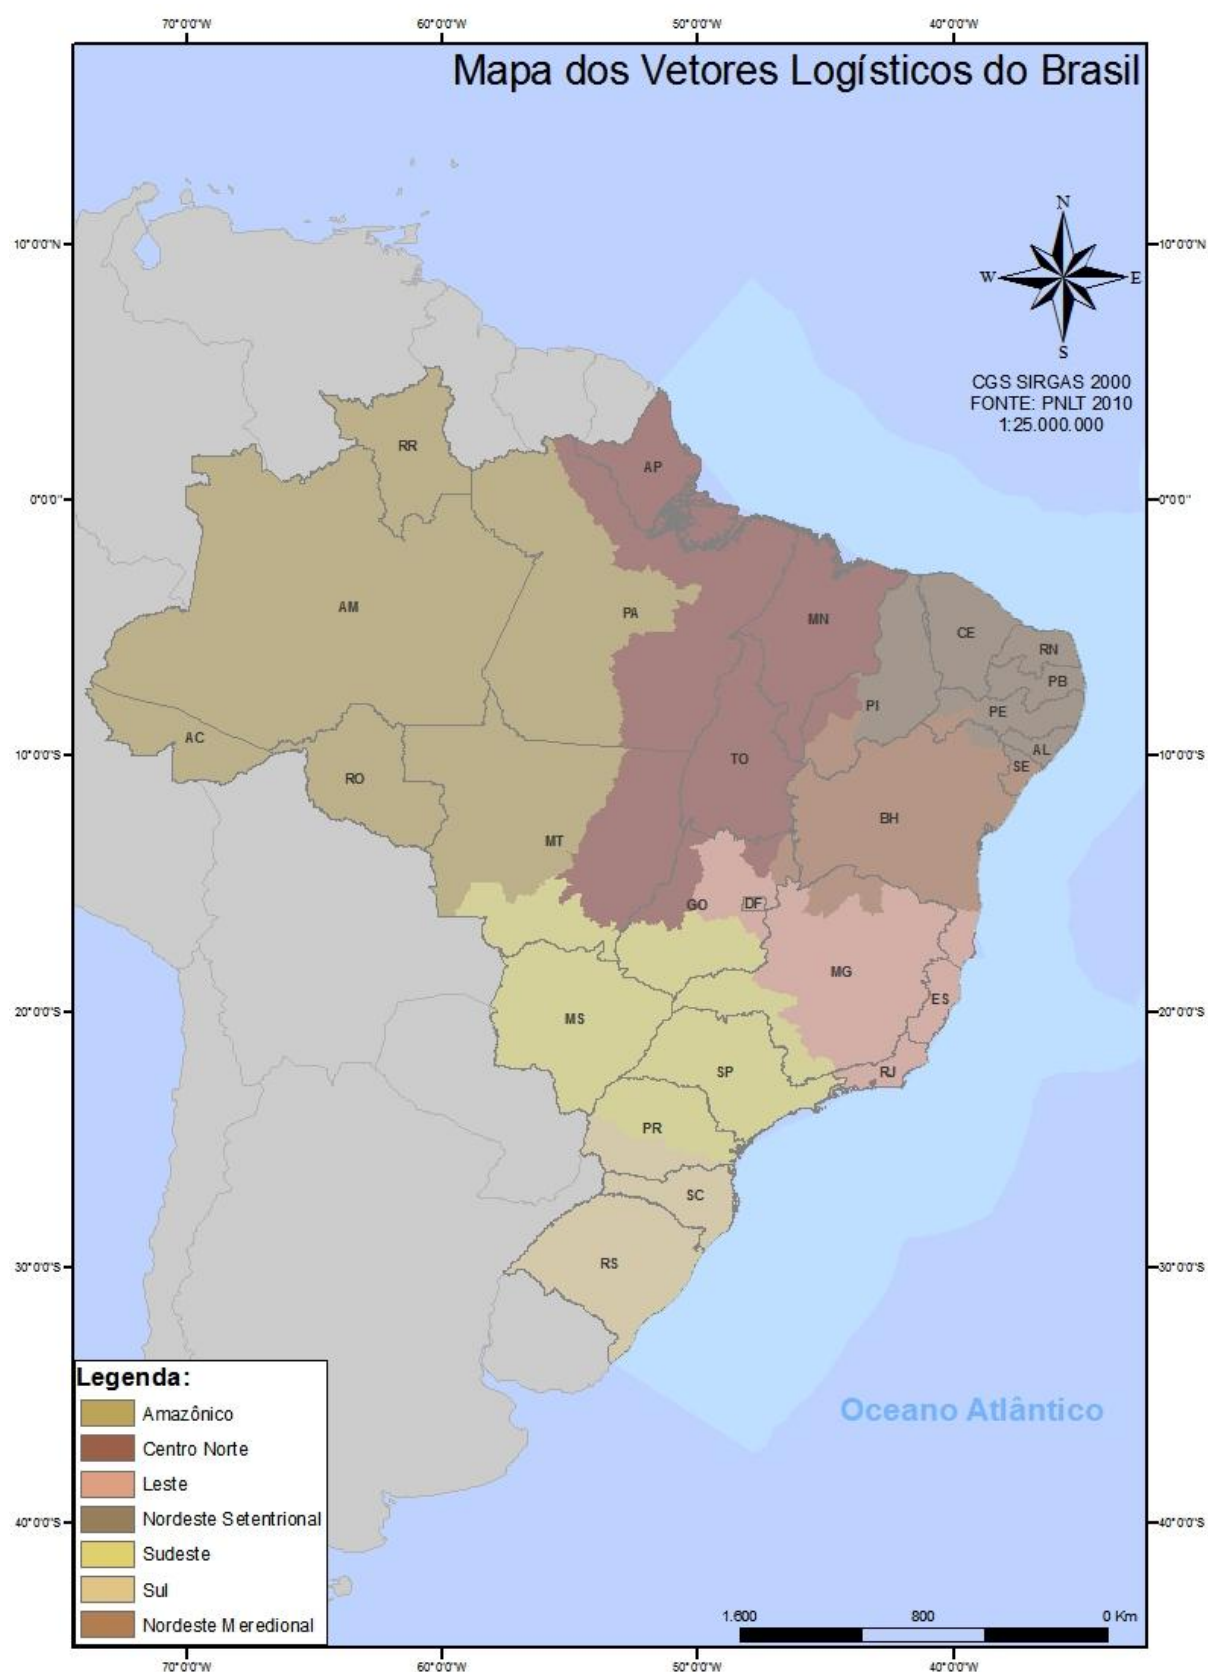 70°0'0"W 60°0'0"W 50°0'0"W 40°0'0"W
Mapa dos Vetores Logísticos do Brasil
N
W E
S
10°0'0"N 10°0'0"N
CGS SIRGAS 2000
FONTE: PNLT 2010
1:25.000.000
RR
AP
0°0'0" 0°0'0"
AM
PA
MN
CE
RN
PB
PI
PE
AC
AL
10°0'0"S 10°0'0"S
RO
TO
SE
BH
MT
GO
DF
MG
ES
MS
20°0'0"S 20°0'0"S
SP
RJ
PR
SC
RS
30°0'0"S 30°0'0"S
Legenda:
Amazônico
Centro Norte
Leste
Nordeste Setentrional
Sudeste
Sul
Nordeste Meredional
Oceano Atlântico
40°0'0"S 40°0'0"S
1.600 800 0 Km
70°0'0"W 60°0'0"W 50°0'0"W 40°0'0"W